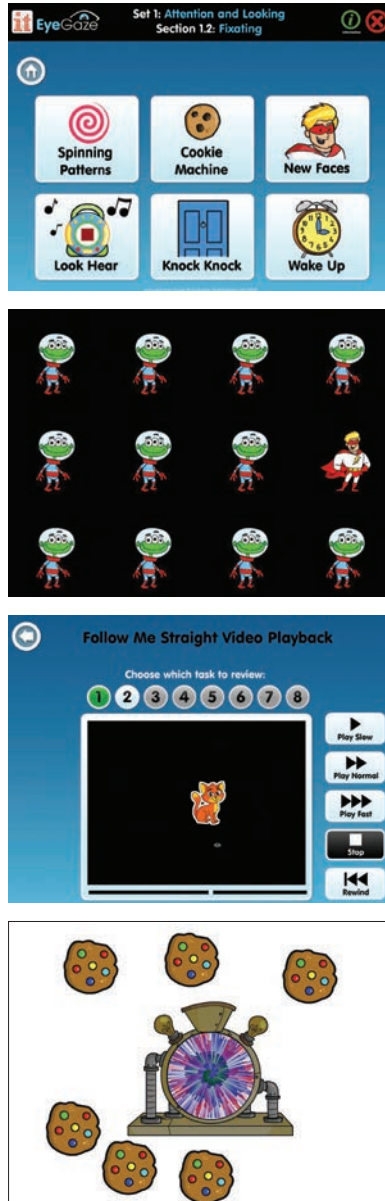 it EyeGaze
Set 1: Attention and Looking
Section 1.2: Fixating
Spinning
Patterns
Cookie
Machine
New Faces
Look Hear
Knock Knock
Wake Up
Follow Me Straight Video Playback
Choose which task to review:
1 2 3 4 5 6 7 8
Play Slow
Play Normal
Play Fast
Stop
Rewind